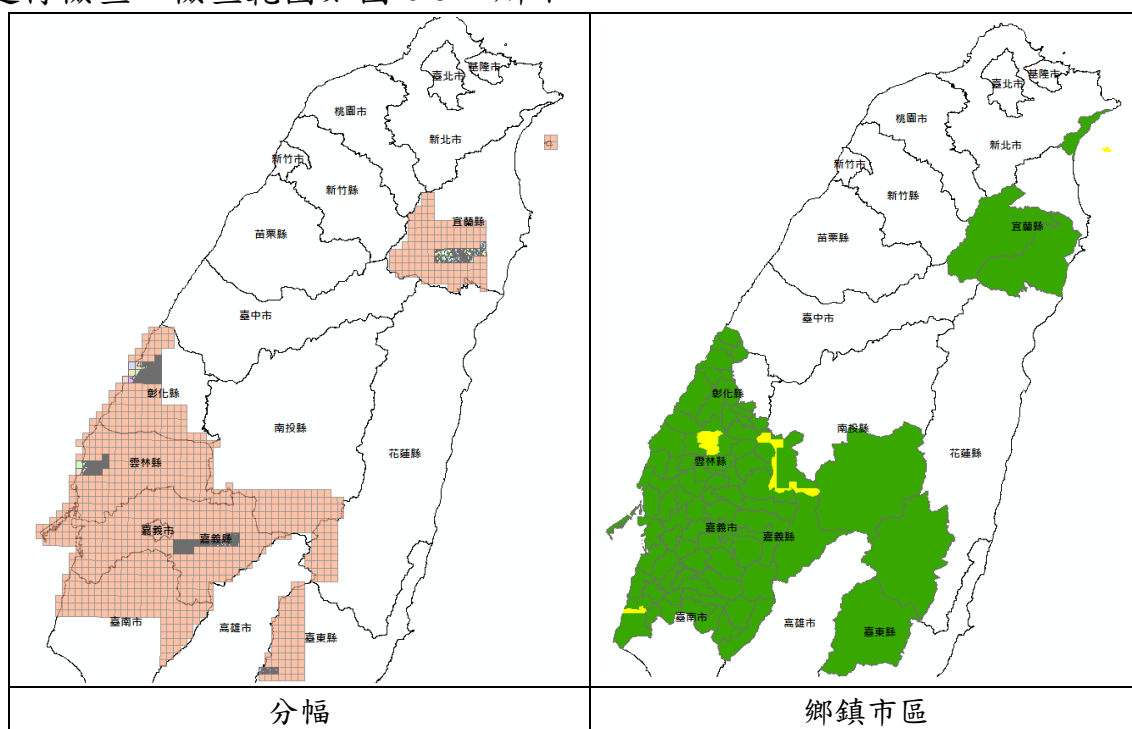 臺北市
基隆市
桃園市
新北市
新竹市
新竹縣
宜蘭縣
苗栗縣
臺中市
彰化縣
南投縣
花蓮縣
雲林縣
嘉義市
嘉義縣
臺南市
高雄市
臺東縣
臺北市
基隆市
桃園市
新北市
新竹市
新竹縣
宜蘭縣
苗栗縣
臺中市
彰化縣
南投縣
花蓮縣
雲林縣
嘉義市
嘉義縣
臺南市
高雄市
臺東縣
分幅
鄉鎮市區